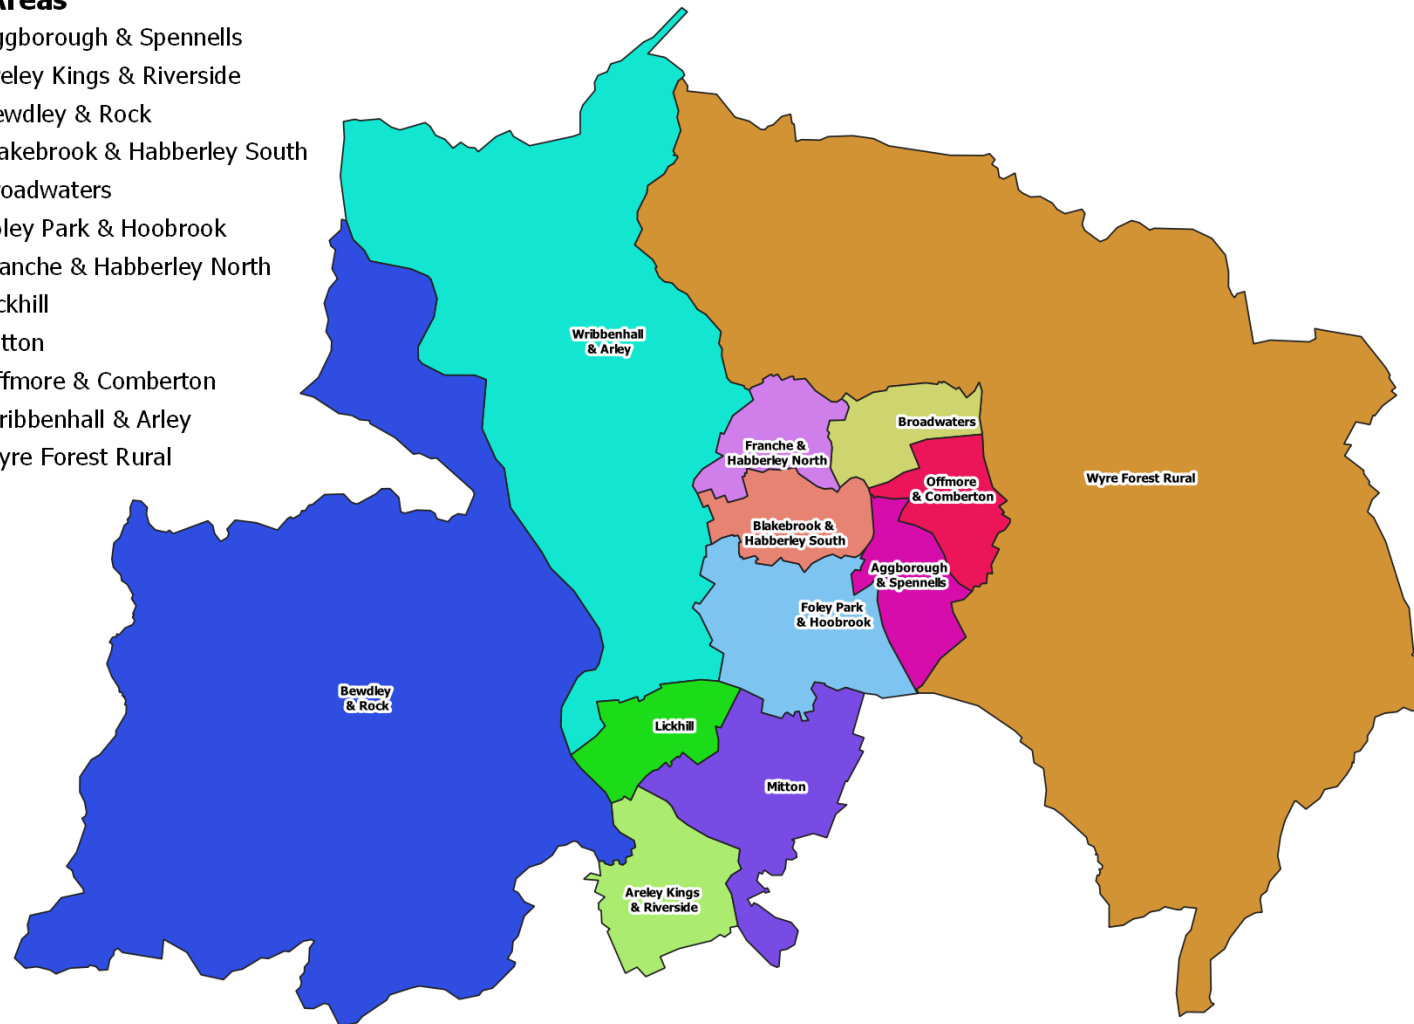 Areas
ggborough & Spennells
eley Kings & Riverside
ewdley & Rock
akebrook & Habberley South
oadwaters
oley Park & Hoobrook
anche & Habberley North
ckhill
tton
ffmore & Comberton
ribbenhall & Arley
yre Forest Rural
Wribbenhall
& Arley
Broadwaters
Franche &
Habberley North
Wyre Forest Rural
Offmore
& Comberton
Blakebrook &
Habberley South
Aggborough
& Spennells
Foley Park
& Hoobrook
Bewdley
& Rock
Lickhill
Mitton
Areley Kings
& Riverside